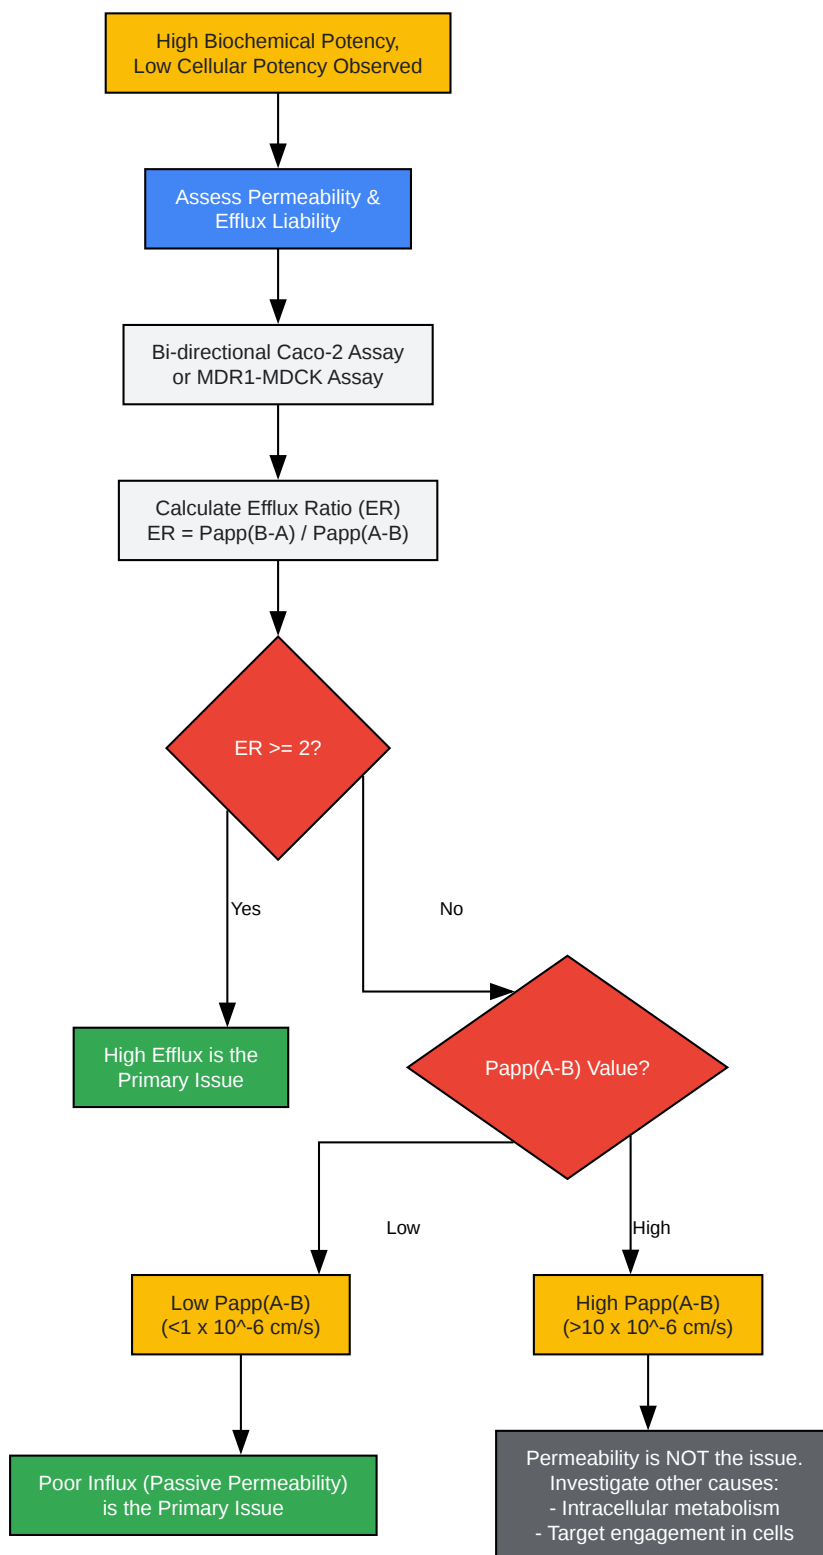 High Biochemical Potency,
Low Cellular Potency Observed
Assess Permeability &
Efflux Liability
Bi-directional Caco-2 Assay
or MDR1-MDCK Assay
Calculate Efflux Ratio (ER)
ER = Papp(B-A) / Papp(A-B)
ER >= 2?
Yes
No
High Efflux is the
Primary Issue
Papp(A-B) Value?
Low
High
Low Papp(A-B)
(<1 x 10^-6 cm/s)
High Papp(A-B)
(>10 x 10^-6 cm/s)
Poor Influx (Passive Permeability)
is the Primary Issue
Permeability is NOT the issue.
Investigate other causes:
- Intracellular metabolism
- Target engagement in cells